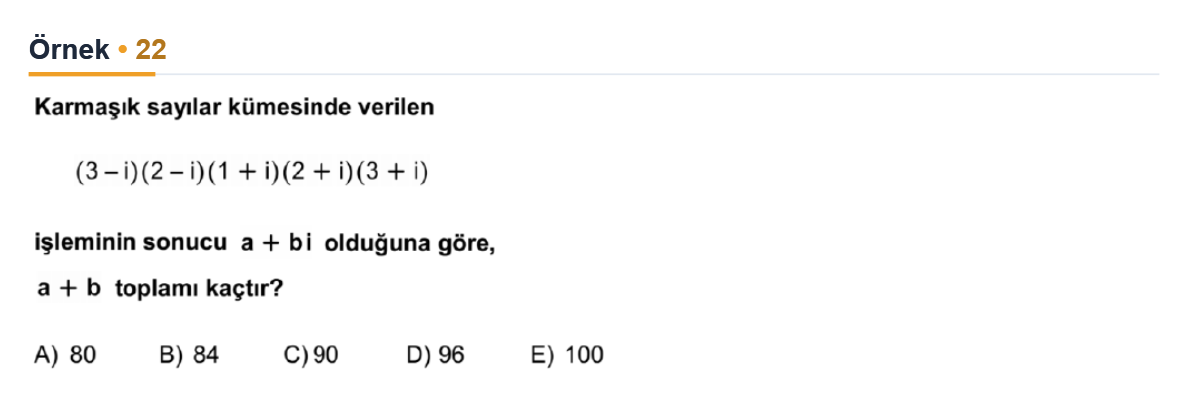 Örnek • 22
Karmaşık sayılar kümesinde verilen
(3 – i)(2 – i)(1 + i)(2 + i)(3 + i)
işleminin sonucu a + bi olduğuna göre,
a + b toplamı kaçtır?
A) 80 B) 84 C) 90 D) 96 E) 100